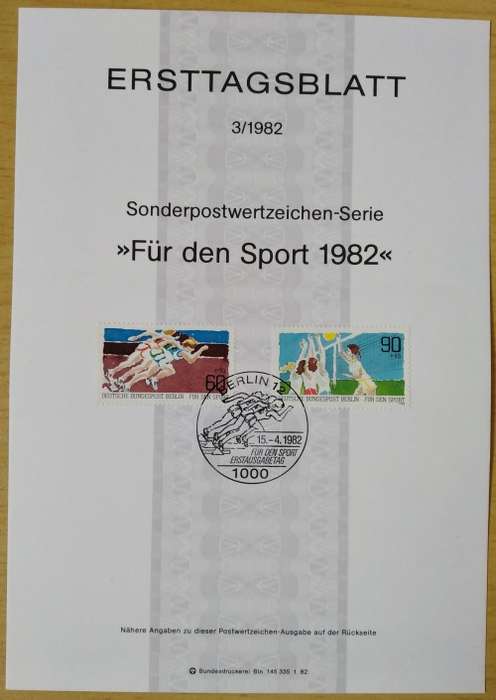 ERSTTAGSBLATT
3/1982
Sonderpostwertzeichen-Serie
»Für den Sport 1982«
60
DEUTSCHE BUNDESPOST BERLIN · FÜR DEN SPORT
90
+45
DEUTSCHE BUNDESPOST BERLIN · FÜR DEN SPORT
BERLIN 12
15.-4.1982
FÜR DEN SPORT
ERSTAUSGABETAG
1000
Nähere Angaben zu dieser Postwertzeichen-Ausgabe auf der Rückseite
Bundesdruckerei Bln 145 335 1 82